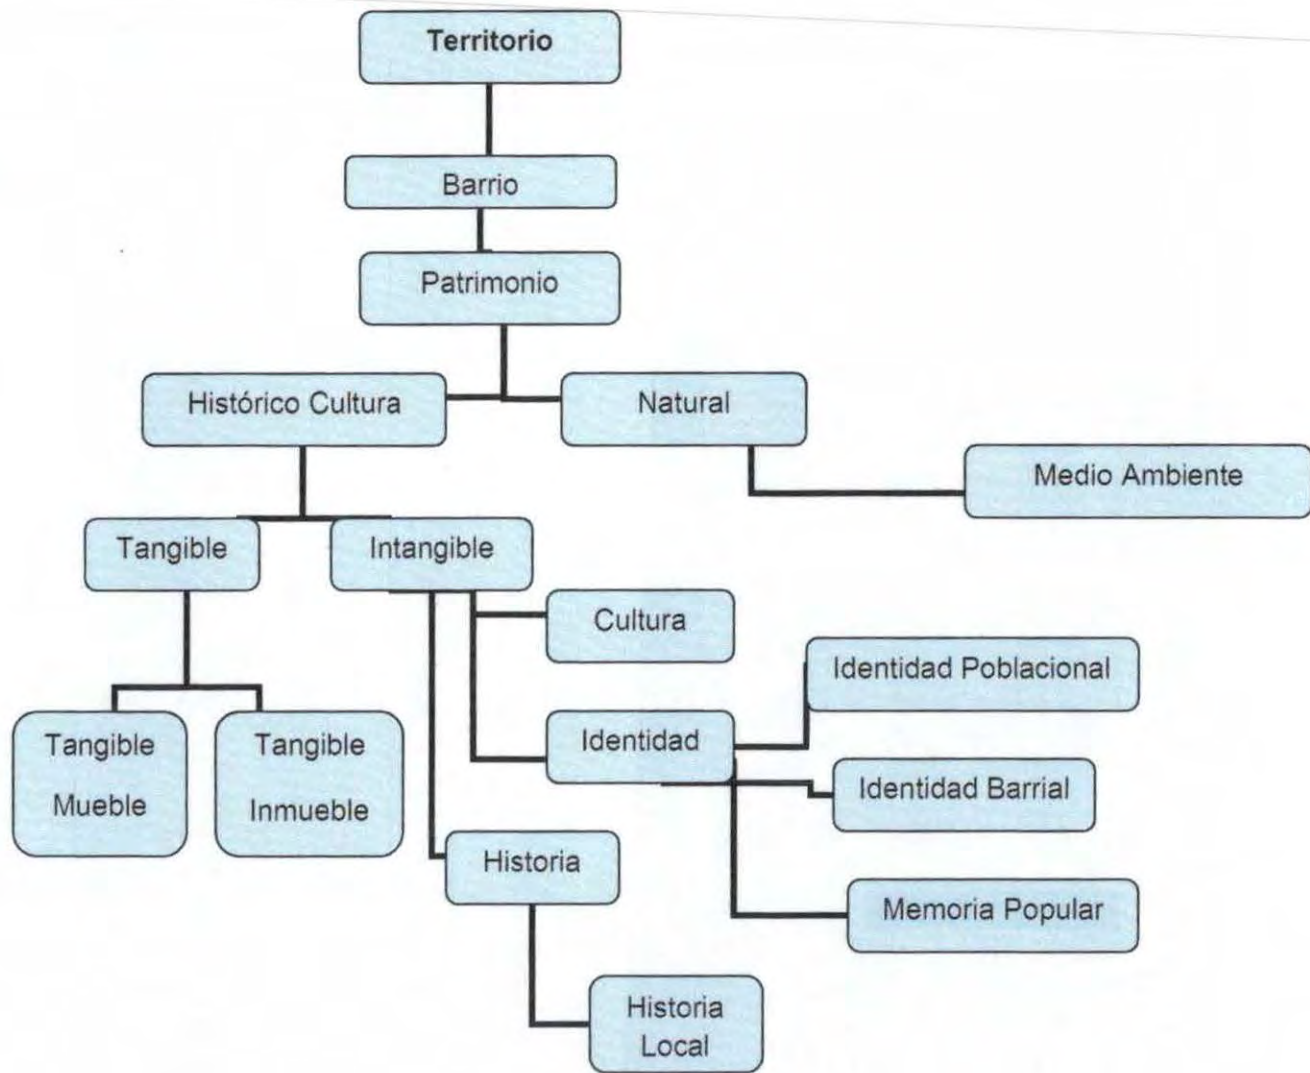 Territorio
Barrio
Patrimonio
Histórico Cultura
Natural
Medio Ambiente
Tangible
Intangible
Cultura
Identidad Poblacional
Tangible
Mueble
Tangible
Inmueble
Identidad
Identidad Barrial
Historia
Memoria Popular
Historia
Local